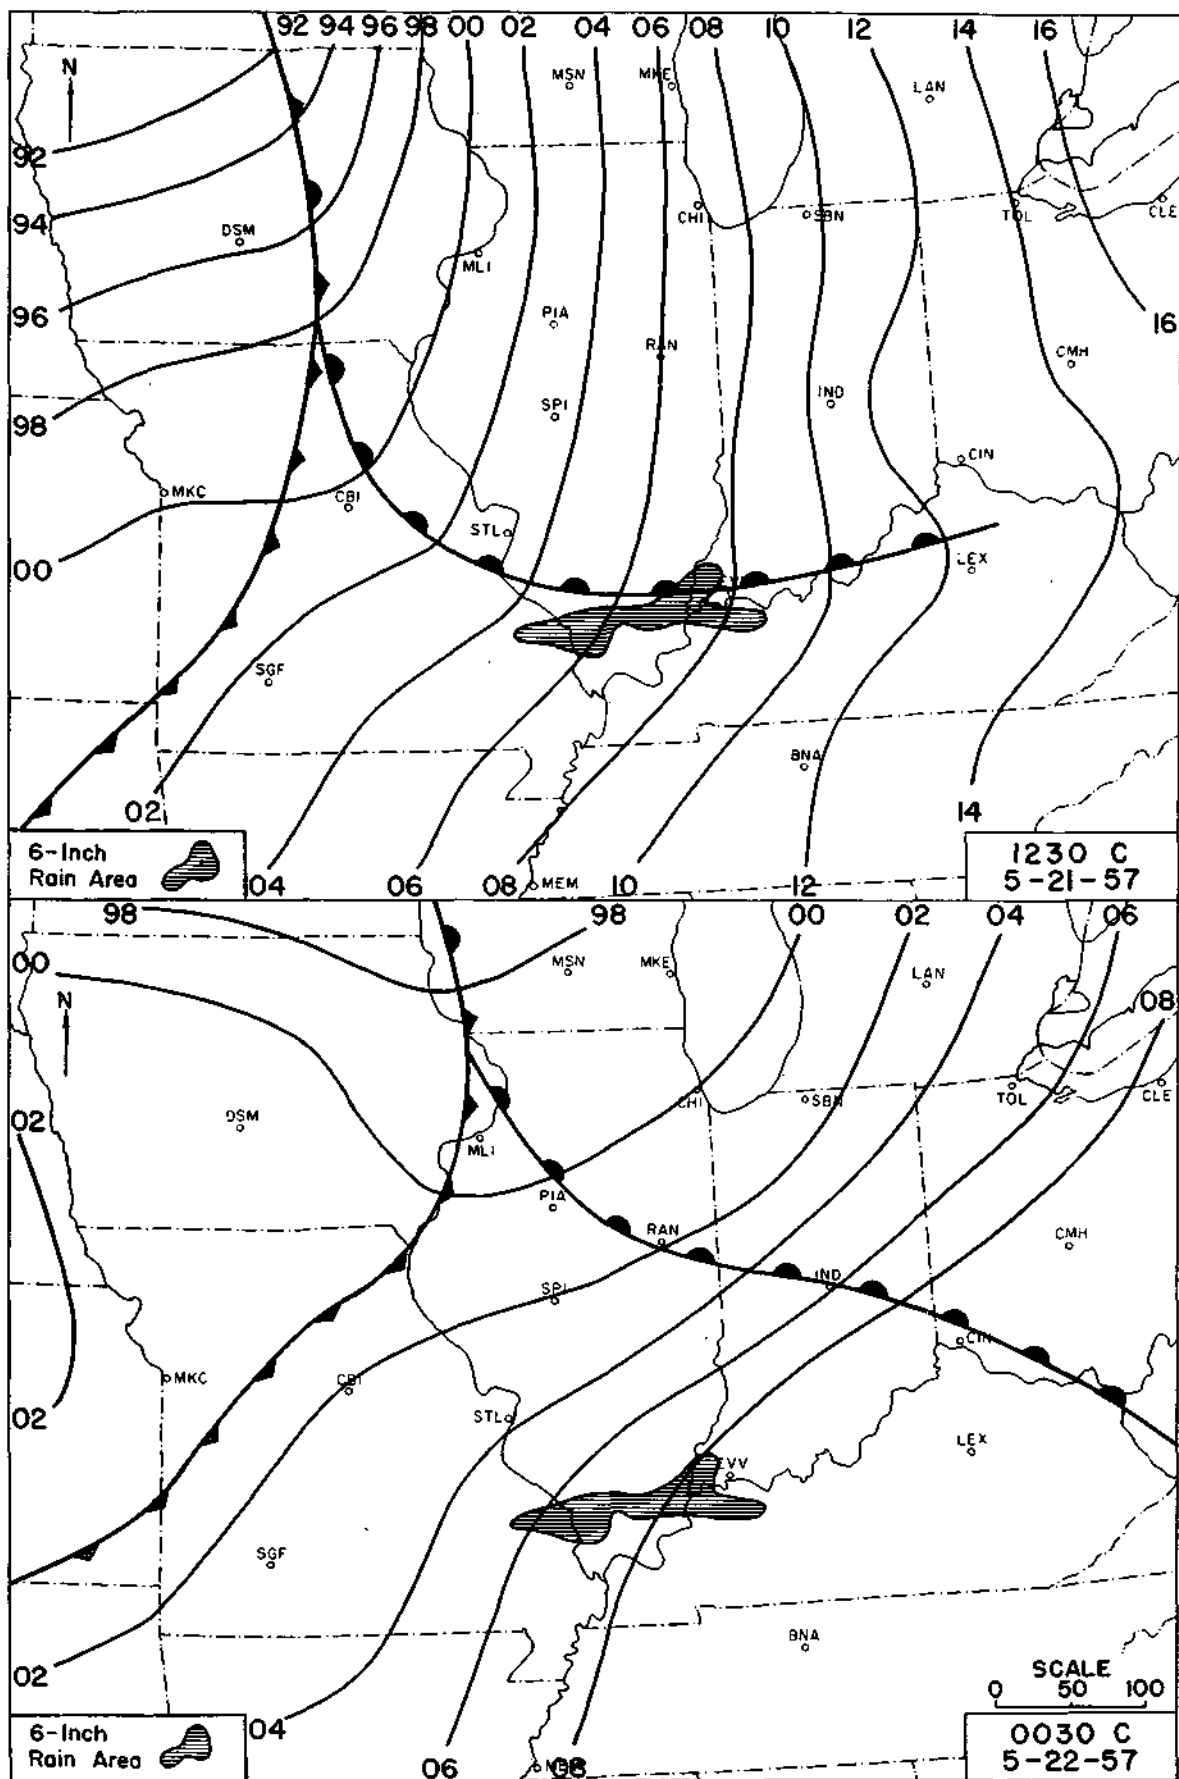 92 94 96 98 00 02 04 06 08 10 12 14 16
N
MSN
MKE
LAN
92
94
DSM
MLI
CHI
SBN
TOL
CLE
96
PIA
RAN
16
CMH
98
SPI
IND
CIN
MKC
CBI
STL
00
LEX
SGF
BNA
02
14
6-Inch
Rain Area
04
06
08
MEM
10
12
1230 C
5-21-57
98
98
00
02
04
06
00
N
MSN
MKE
LAN
08
02
DSM
MLI
CHI
SBN
TOL
CLE
PIA
RAN
CMH
SPI
IND
CIN
MKC
CBI
02
STL
LEX
EVV
SGF
BNA
02
SCALE
0 50 100
04
6-Inch
Rain Area
06
08
0030 C
5-22-57